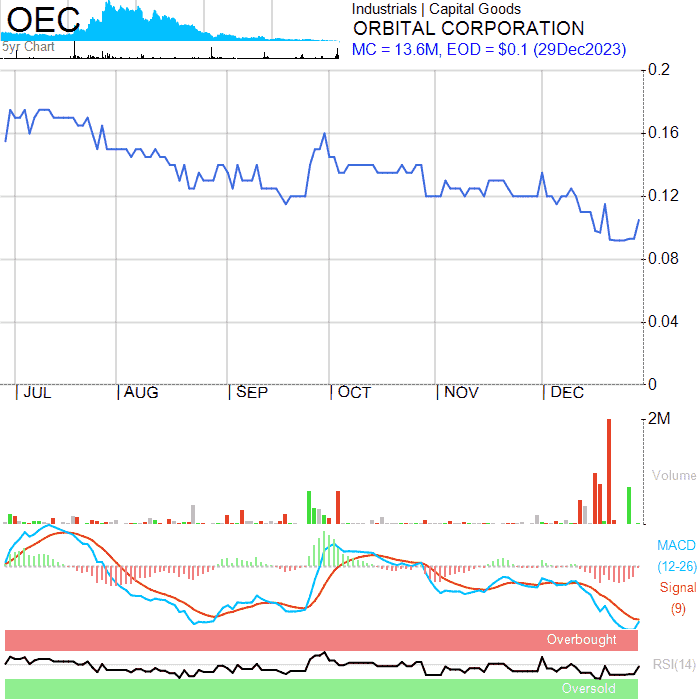 OEC
5yr Chart
Industrials | Capital Goods
ORBITAL CORPORATION
MC = 13.6M, EOD = $0.1 (29Dec2023)
0.2
0.16
0.12
0.08
0.04
0
| JUL | AUG | SEP | OCT | NOV | DEC
2M
Volume
MACD
(12-26)
Signal
(9)
Overbought
RSI(14)
Oversold